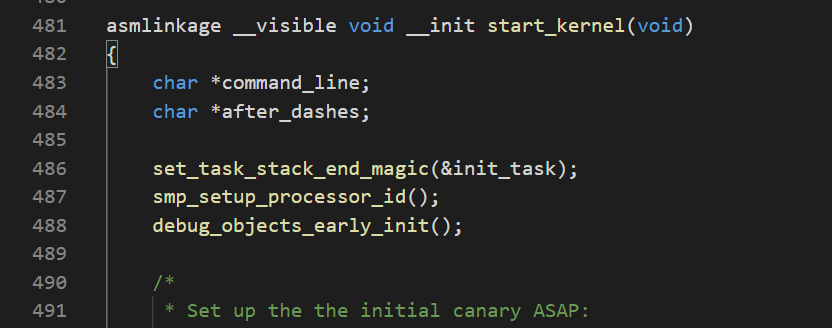 481 asmlinkage __visible void __init start_kernel(void)
482 {
483     char *command_line;
484     char *after_dashes;
485
486     set_task_stack_end_magic(&init_task);
487     smp_setup_processor_id();
488     debug_objects_early_init();
489
490     /*
491      * Set up the the initial canary ASAP: